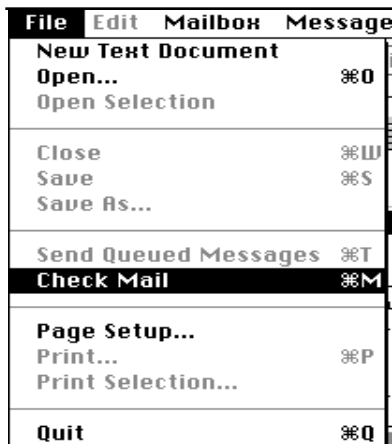 File Edit Mailbox Message
New Text Document
Open... ⌘O
Open Selection
Close ⌘W
Save ⌘S
Save As...
Send Queued Messages ⌘T
Check Mail ⌘M
Page Setup...
Print... ⌘P
Print Selection...
Quit ⌘Q